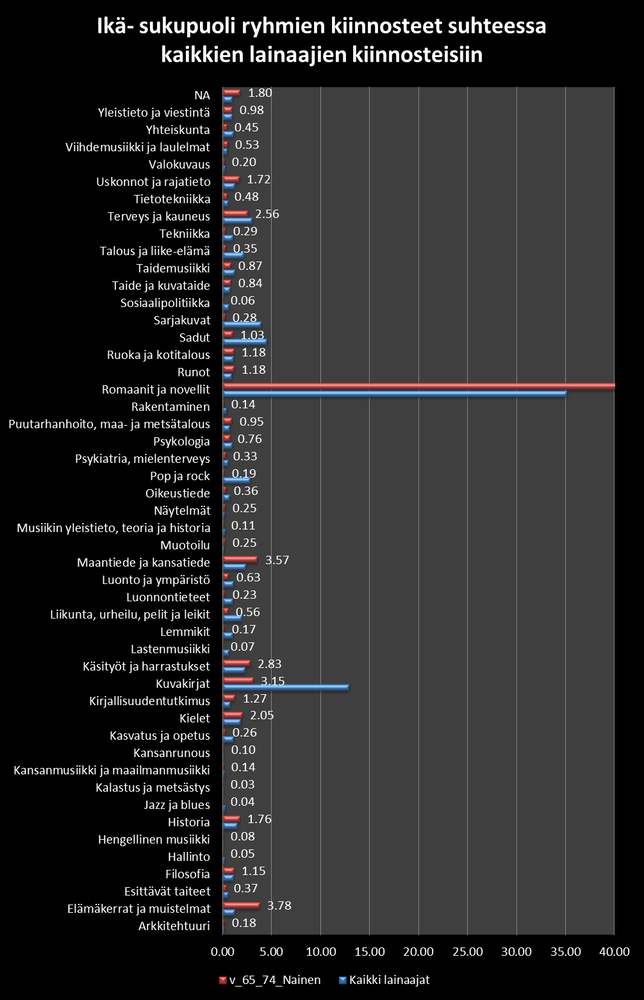 Ikä- sukupuoli ryhmien kiinnosteet suhteessa
kaikkien lainaajien kiinnosteisiin
NA 1.80
Yleistieto ja viestintä 0.98
Yhteiskunta 0.45
Viihdemusiikki ja laulelmat 0.53
Valokuvaus 0.20
Uskonnot ja rajatieto 1.72
Tietotekniikka 0.48
Terveys ja kauneus 2.56
Tekniikka 0.29
Talous ja liike-elämä 0.35
Taidemusiikki 0.87
Taide ja kuvataide 0.84
Sosiaalipolitiikka 0.06
Sarjakuvat 0.28
Sadut 1.03
Ruoka ja kotitalous 1.18
Runot 1.18
Romaanit ja novellit
Rakentaminen 0.14
Puutarhanhoito, maa- ja metsätalous 0.95
Psykologia 0.76
Psykiatria, mielenterveys 0.33
Pop ja rock 0.19
Oikeustiede 0.36
Näytelmät 0.25
Musiikin yleistieto, teoria ja historia 0.11
Muotoilu 0.25
Maantiede ja kansatiede 3.57
Luonto ja ympäristö 0.63
Luonnontieteet 0.23
Liikunta, urheilu, pelit ja leikit 0.56
Lemmikit 0.17
Lastenmusiikki 0.07
Käsityöt ja harrastukset 2.83
Kuvakirjat 3.15
Kirjallisuudentutkimus 1.27
Kielet 2.05
Kasvatus ja opetus 0.26
Kansanrunous 0.10
Kansanmusiikki ja maailmanmusiikki 0.14
Kalastus ja metsästys 0.03
Jazz ja blues 0.04
Historia 1.76
Hengellinen musiikki 0.08
Hallinto 0.05
Filosofia 1.15
Esittävät taiteet 0.37
Elämäkerrat ja muistelmat 3.78
Arkkitehtuuri 0.18
0.00 5.00 10.00 15.00 20.00 25.00 30.00 35.00 40.00
v_65_74_Nainen Kaikki lainaajat